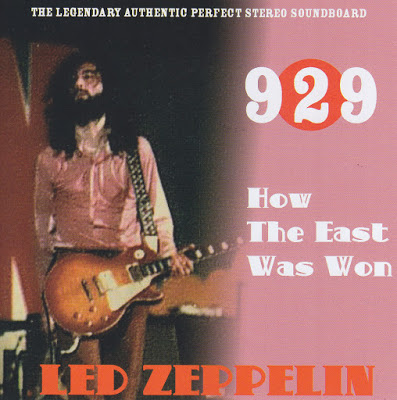 THE LEGENDARY AUTHENTIC PERFECT STEREO SOUNDBOARD
929
How
The East
Was Won
LED ZEPPELIN